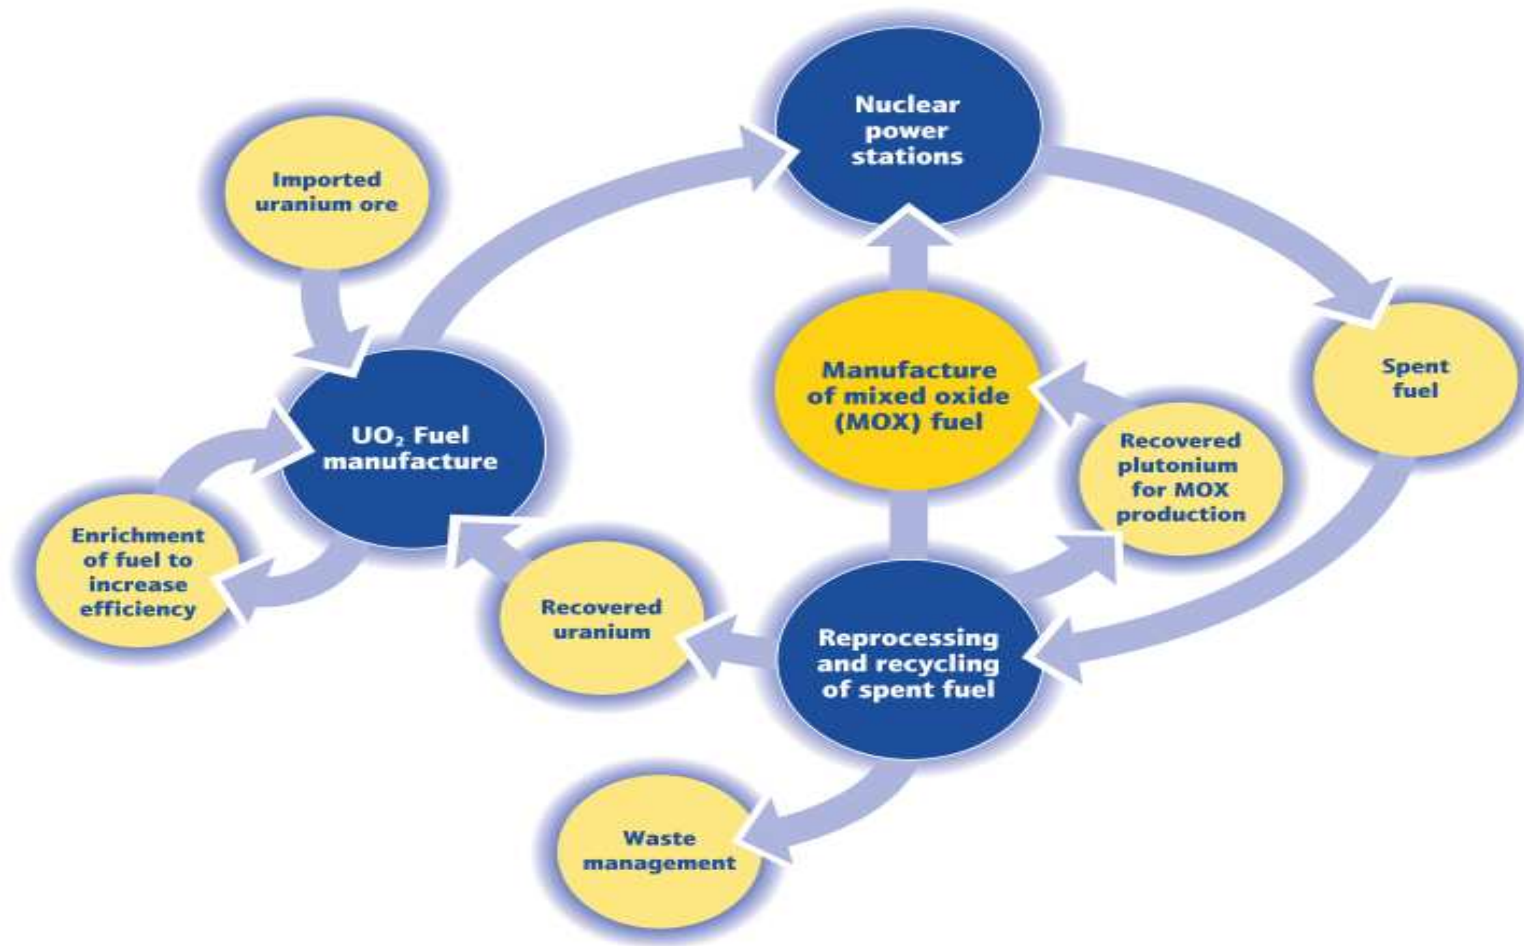 Nuclear
power
stations
Imported
uranium ore
Manufacture
of mixed oxide
(MOX) fuel
Spent
fuel
UO₂ Fuel
manufacture
Recovered
plutonium
for MOX
production
Enrichment
of fuel to
increase
efficiency
Recovered
uranium
Reprocessing
and recycling
of spent fuel
Waste
management